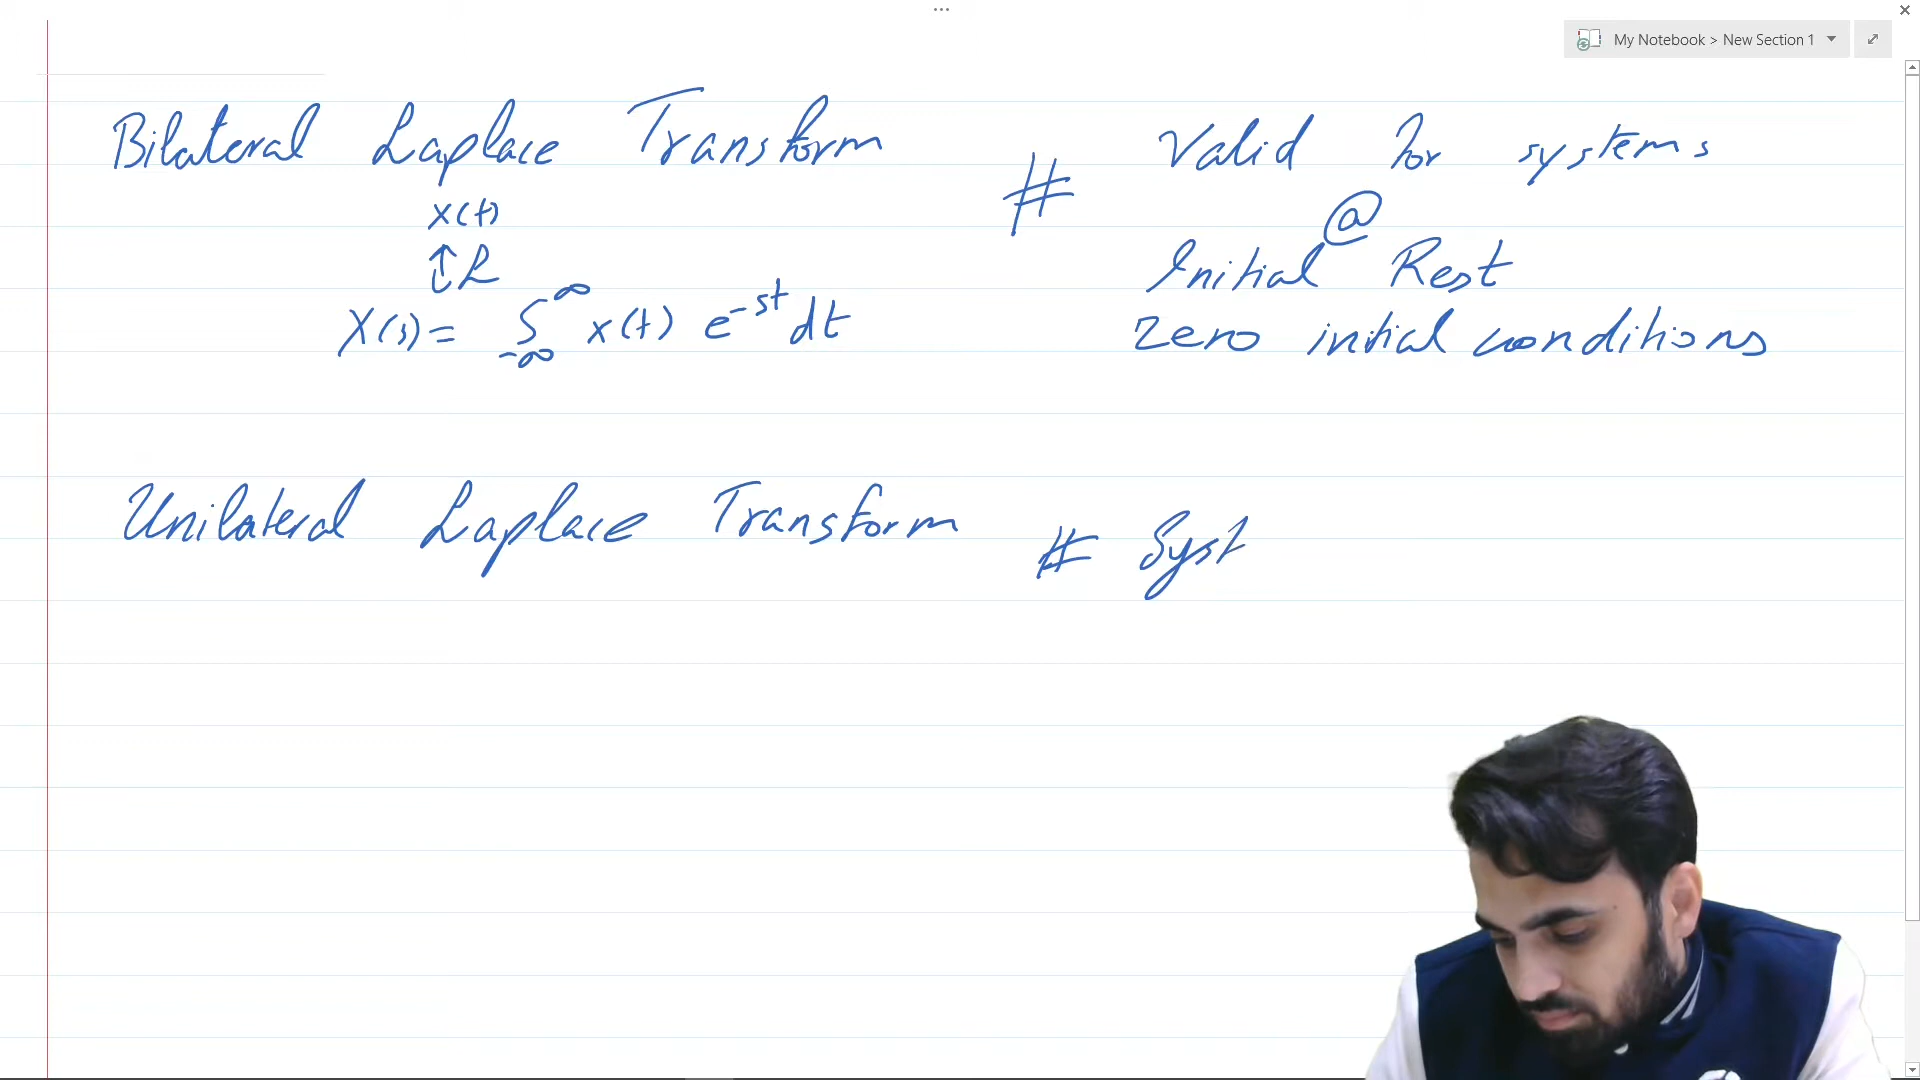 My Notebook > New Section 1
Bilateral Laplace Transform
x(t)
↕ L
X(s) = ∫_{-∞}^{∞} x(t) e^{-st} dt
# Valid for systems
@
Initial Rest
Zero initial conditions
Unilateral Laplace Transform # Syst